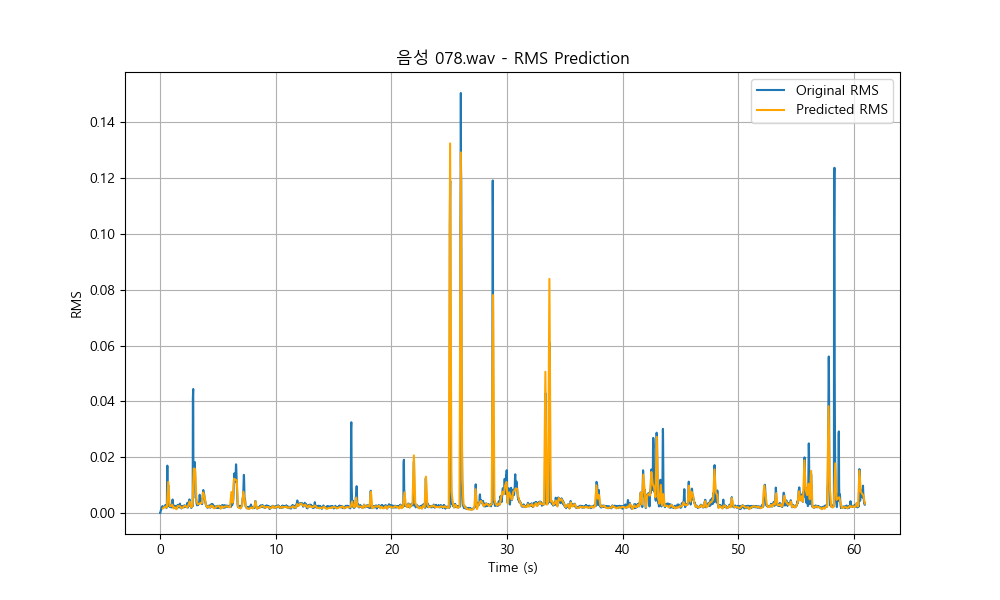 음성 078.wav - RMS Prediction
Original RMS
Predicted RMS
RMS
0.14
0.12
0.10
0.08
0.06
0.04
0.02
0.00
0 10 20 30 40 50 60
Time (s)